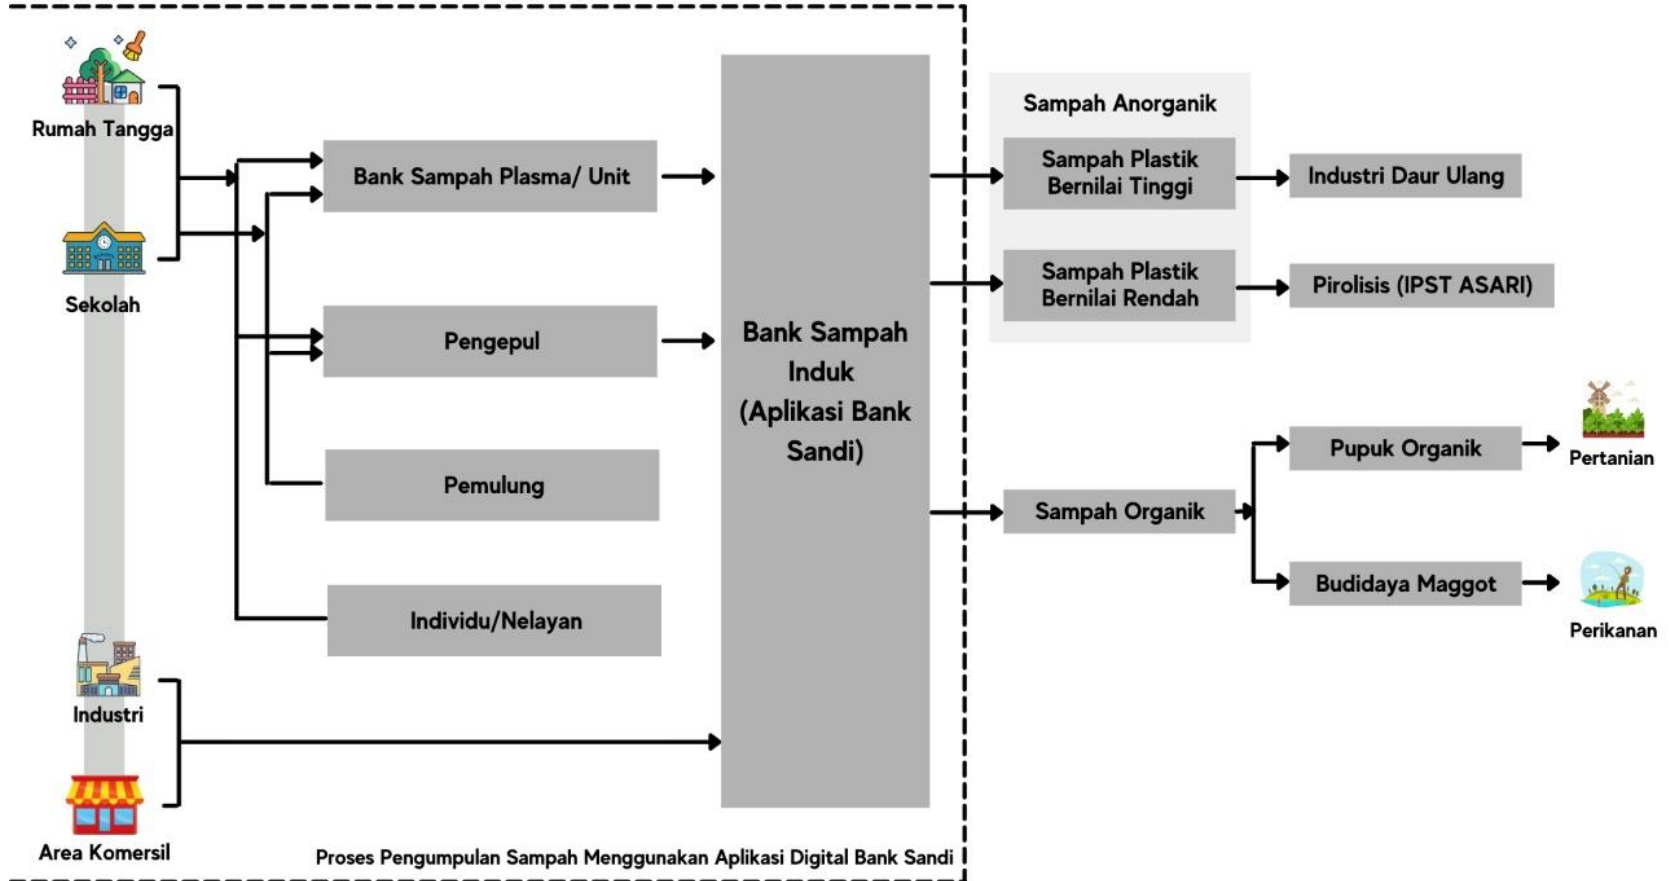 Rumah Tangga
Sekolah
Industri
Area Komersil
Bank Sampah Plasma/ Unit
Pengepul
Pemulung
Individu/Nelayan
Bank Sampah
Induk
(Aplikasi Bank
Sandi)
Proses Pengumpulan Sampah Menggunakan Aplikasi Digital Bank Sandi
Sampah Anorganik
Sampah Plastik
Bernilai Tinggi
Industri Daur Ulang
Sampah Plastik
Bernilai Rendah
Pirolisis (IPST ASARI)
Sampah Organik
Pupuk Organik
Pertanian
Budidaya Maggot
Perikanan